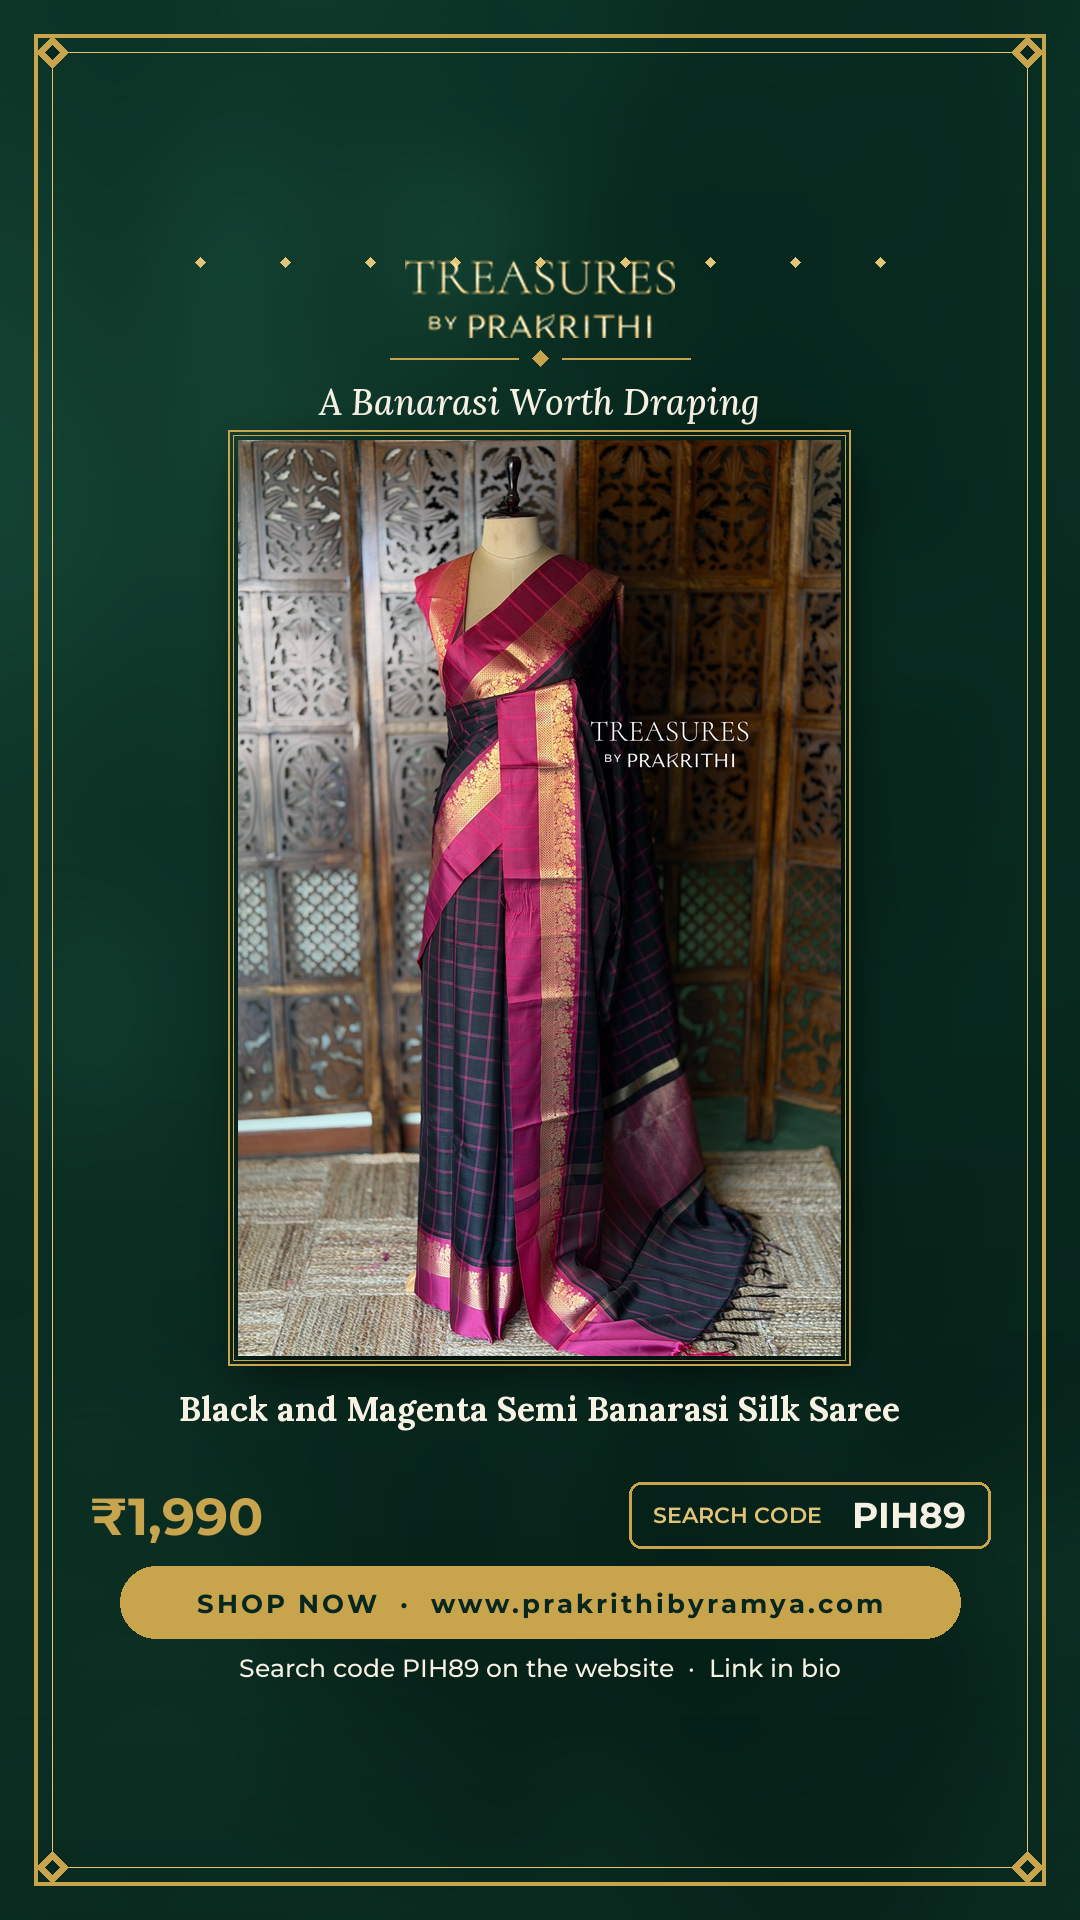 TREASURES
BY PRAKRITHI
A Banarasi Worth Draping
TREASURES
BY PRAKRITHI
Black and Magenta Semi Banarasi Silk Saree
₹1,990
SEARCH CODE PIH89
SHOP NOW · www.prakrithibyramya.com
Search code PIH89 on the website · Link in bio